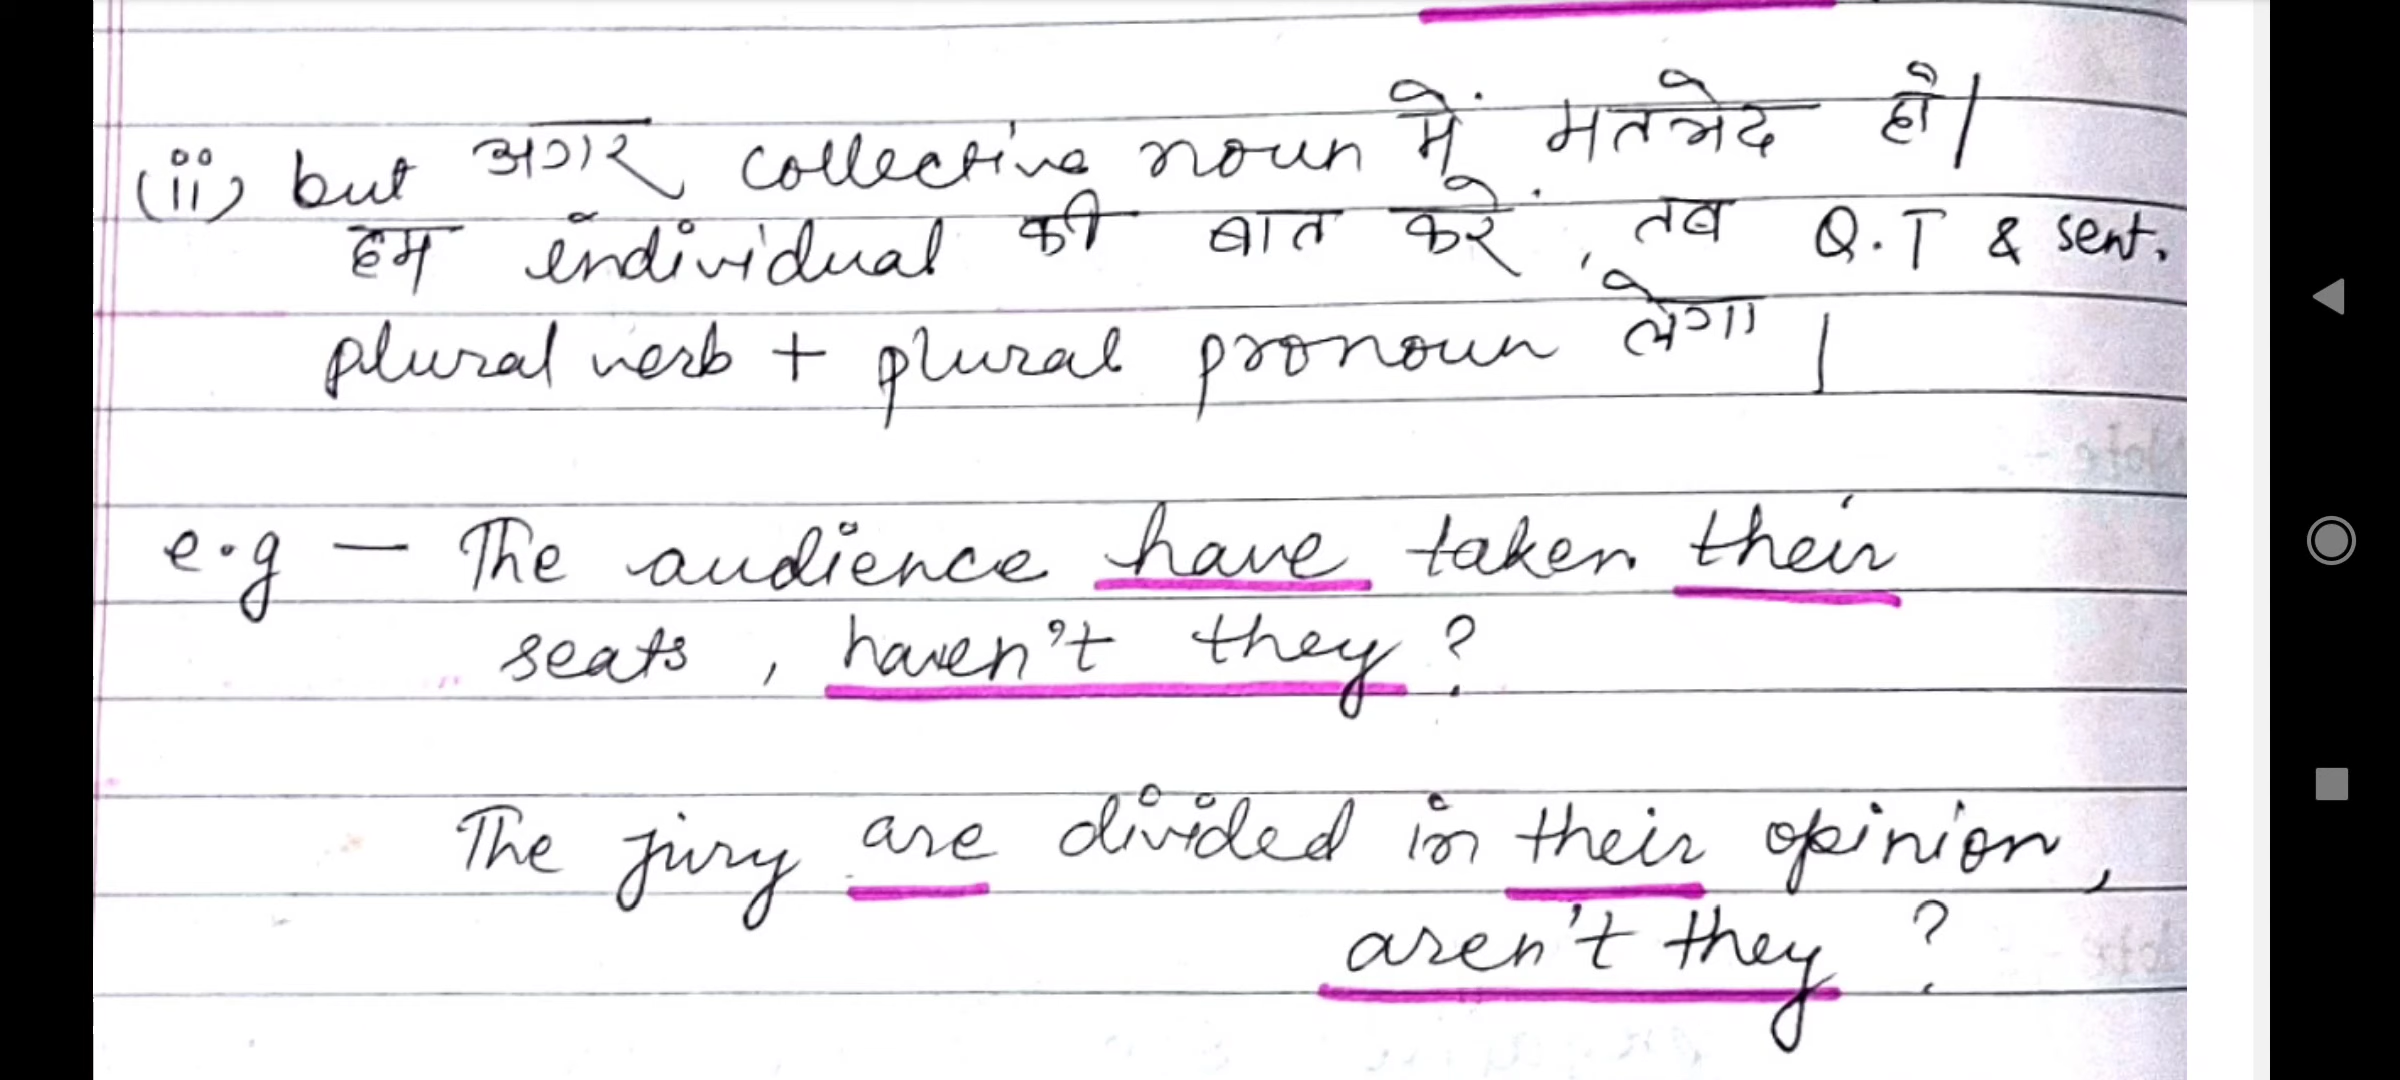 (ii) but अगर collective noun में मतभेद हो|
हम individual की बात करें, तब Q.T & sent.
plural verb + plural pronoun लेगा |
e.g — The audience have taken their
seats, haven't they?
The jury are divided in their opinion,
aren't they?